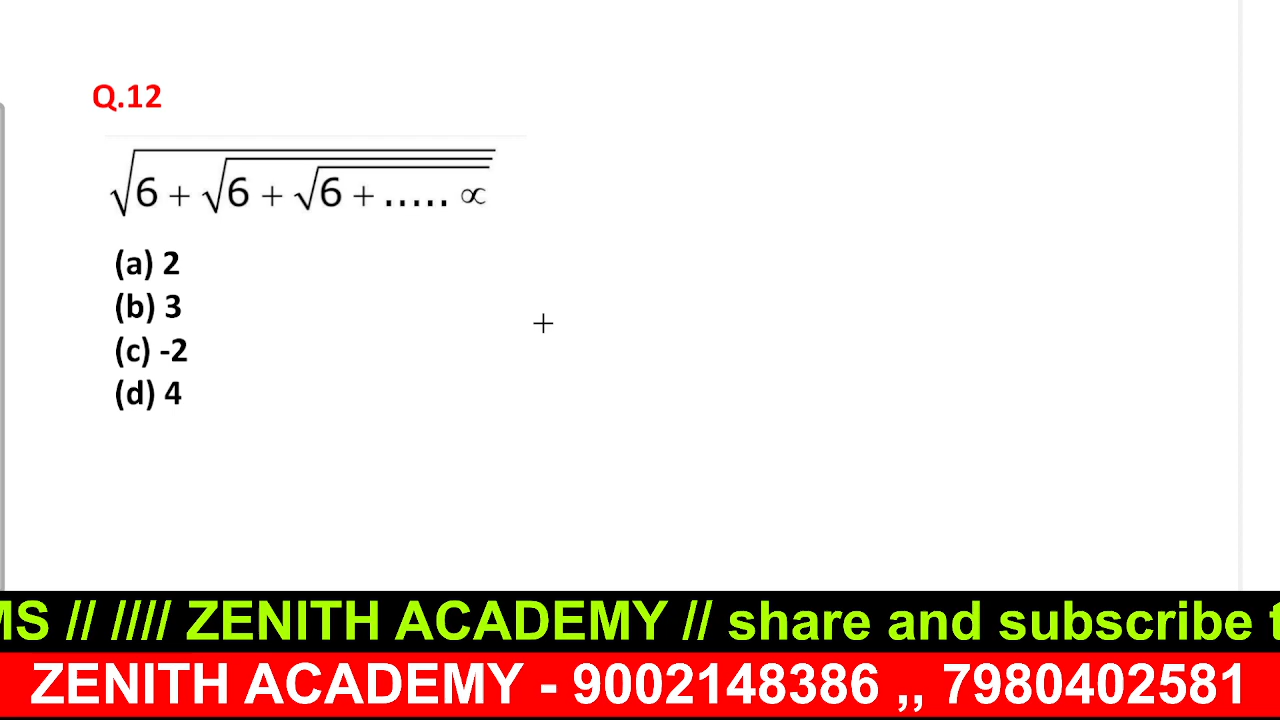 Q.12
√6 + √6 + √6 + ..... ∝
(a) 2
(b) 3
(c) -2
(d) 4
MS // //// ZENITH ACADEMY // share and subscribe t
ZENITH ACADEMY - 9002148386 ,, 7980402581